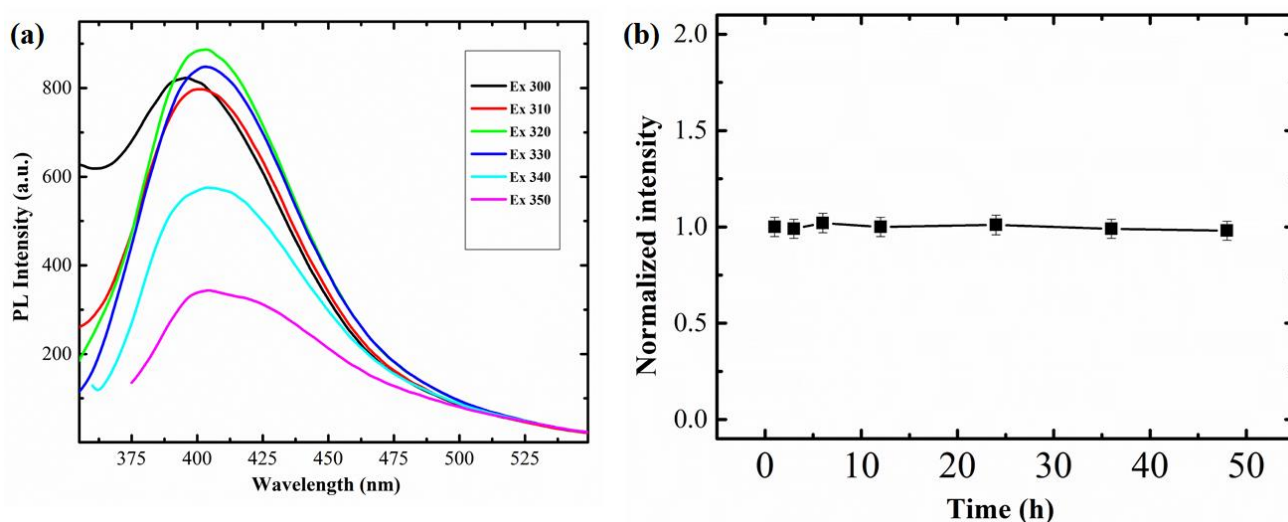 (a)
PL Intensity (a.u.)
800
600
400
200
375
400
425
450
475
500
525
Wavelength (nm)
Ex 300
Ex 310
Ex 320
Ex 330
Ex 340
Ex 350
(b)
Normalized intensity
2.0
1.5
1.0
0.5
0.0
0
10
20
30
40
50
Time (h)